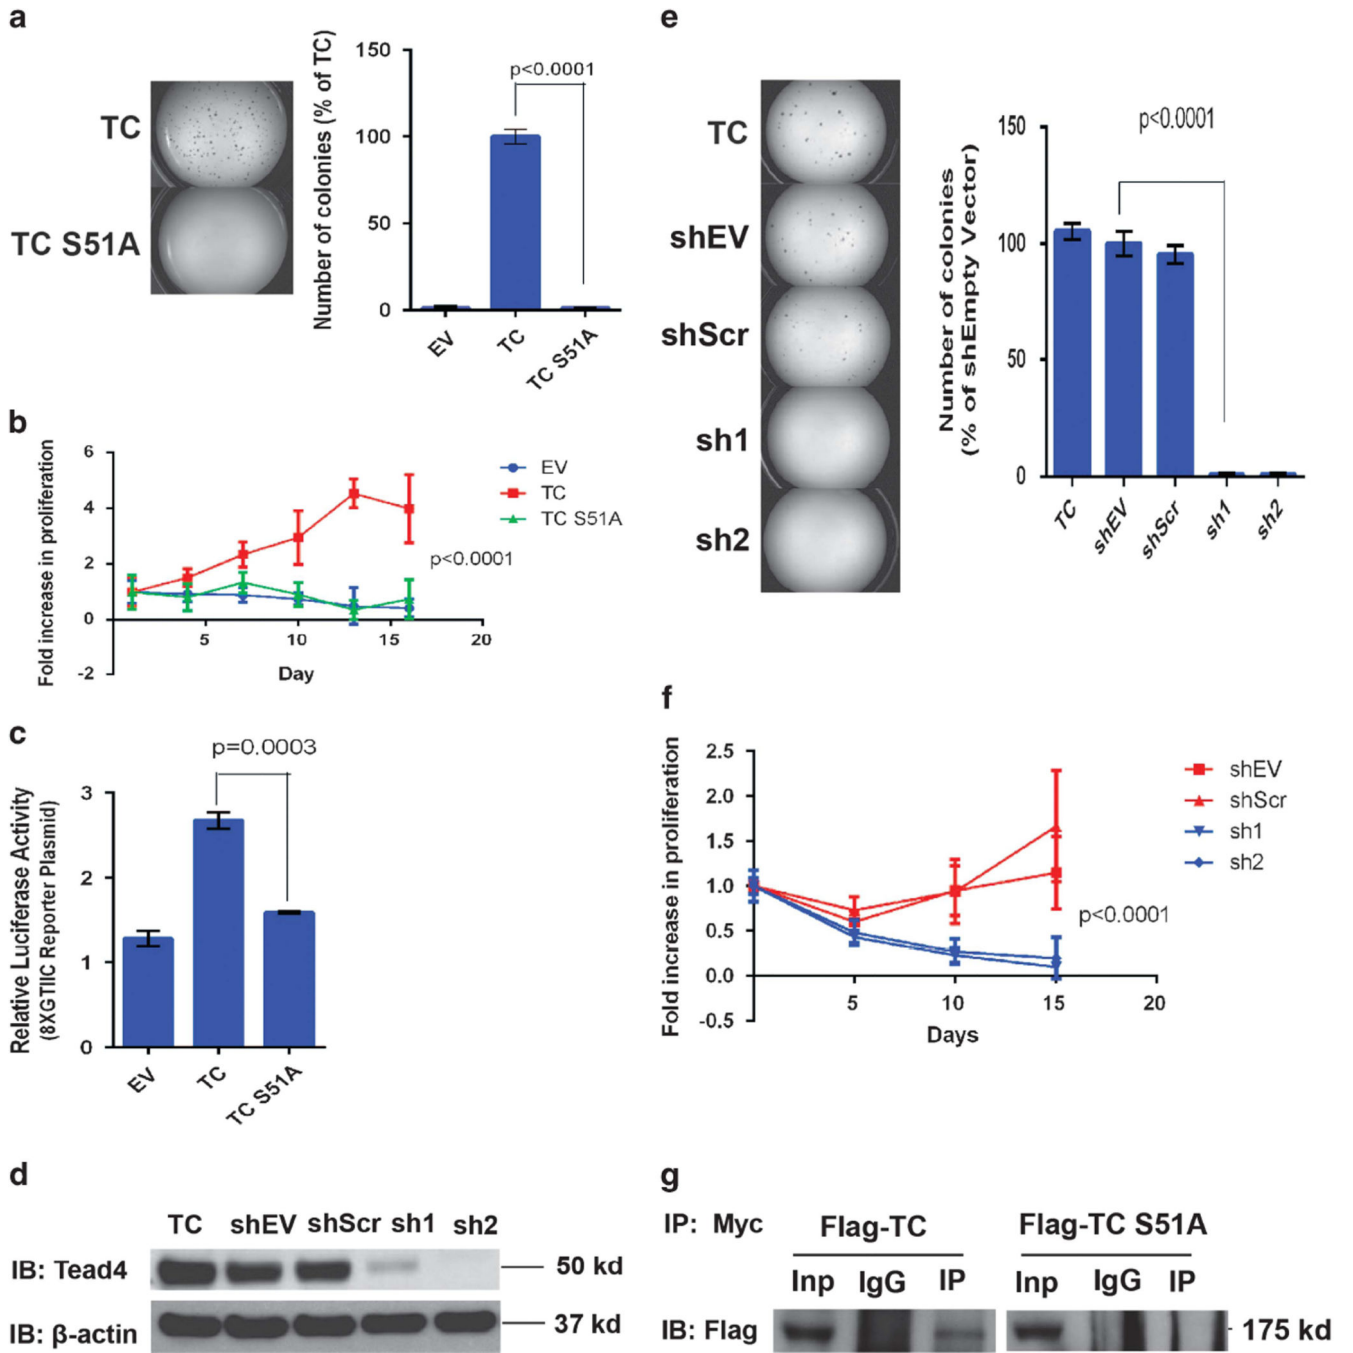 a
TC
TC S51A
Number of colonies (% of TC)
150
100
50
0
p<0.0001
EV
TC
TC S51A
b
Fold increase in proliferation
6
4
2
0
-2
5
10
15
20
Day
EV
TC
TC S51A
p<0.0001
c
p=0.0003
Relative Luciferase Activity
(8XGTIIC Reporter Plasmid)
3
2
1
0
EV
TC
TC S51A
d
TC shEV shScr sh1 sh2
IB: Tead4
50 kd
IB: β-actin
37 kd
e
TC
shEV
shScr
sh1
sh2
Number of colonies
(% of shEmpty Vector)
150
100
50
0
p<0.0001
TC
shEV
shScr
sh1
sh2
f
Fold increase in proliferation
2.5
2.0
1.5
1.0
0.5
0.0
-0.5
5
10
15
20
Days
shEV
shScr
sh1
sh2
p<0.0001
g
IP: Myc
Flag-TC
Flag-TC S51A
Inp IgG IP
Inp IgG IP
IB: Flag
175 kd